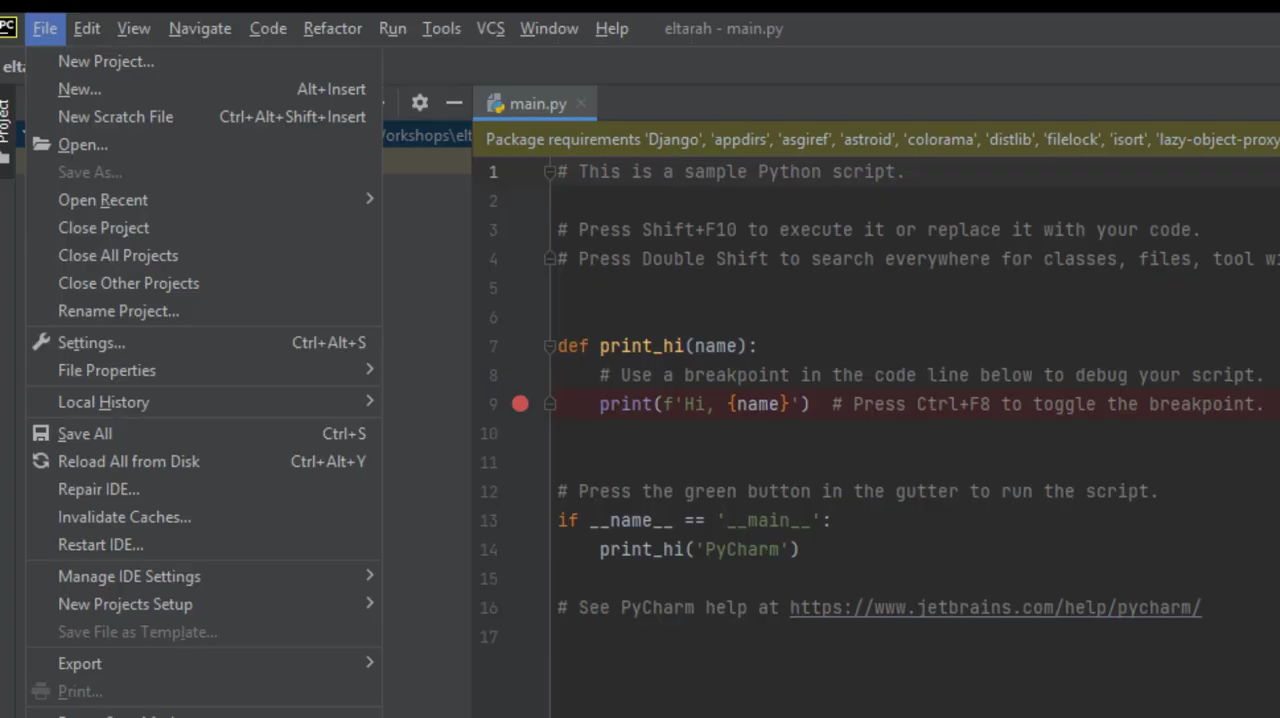 PC File Edit View Navigate Code Refactor Run Tools VCS Window Help eltarah - main.py
New Project...
New... Alt+Insert
New Scratch File Ctrl+Alt+Shift+Insert
Open...
Save As...
Open Recent
Close Project
Close All Projects
Close Other Projects
Rename Project...
Settings... Ctrl+Alt+S
File Properties
Local History
Save All Ctrl+S
Reload All from Disk Ctrl+Alt+Y
Repair IDE...
Invalidate Caches...
Restart IDE...
Manage IDE Settings
New Projects Setup
Save File as Template...
Export
Print...
Project
main.py
Package requirements 'Django', 'appdirs', 'asgiref', 'astroid', 'colorama', 'distlib', 'filelock', 'isort', 'lazy-object-proxy
1 # This is a sample Python script.
2
3 # Press Shift+F10 to execute it or replace it with your code.
4 # Press Double Shift to search everywhere for classes, files, tool wi
5
6
7 def print_hi(name):
8 # Use a breakpoint in the code line below to debug your script.
9 print(f'Hi, {name}') # Press Ctrl+F8 to toggle the breakpoint.
10
11
12 # Press the green button in the gutter to run the script.
13 if __name__ == '__main__':
14 print_hi('PyCharm')
15
16 # See PyCharm help at https://www.jetbrains.com/help/pycharm/
17